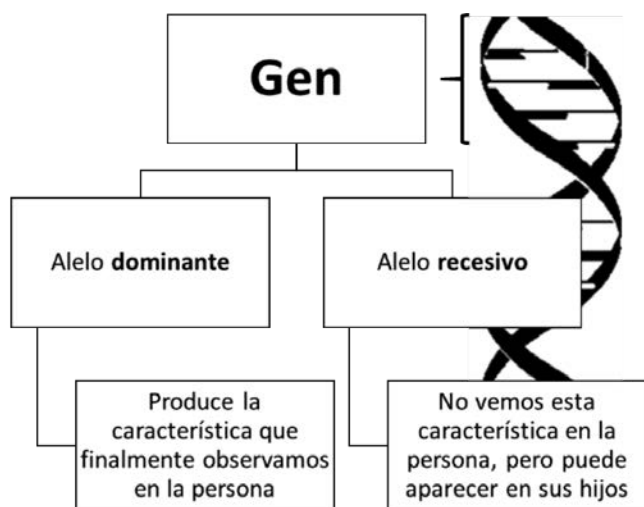 Gen
Alelo dominante
Alelo recesivo
Produce la
característica que
finalmente observamos
en la persona
No vemos esta
característica en la
persona, pero puede
aparecer en sus hijos